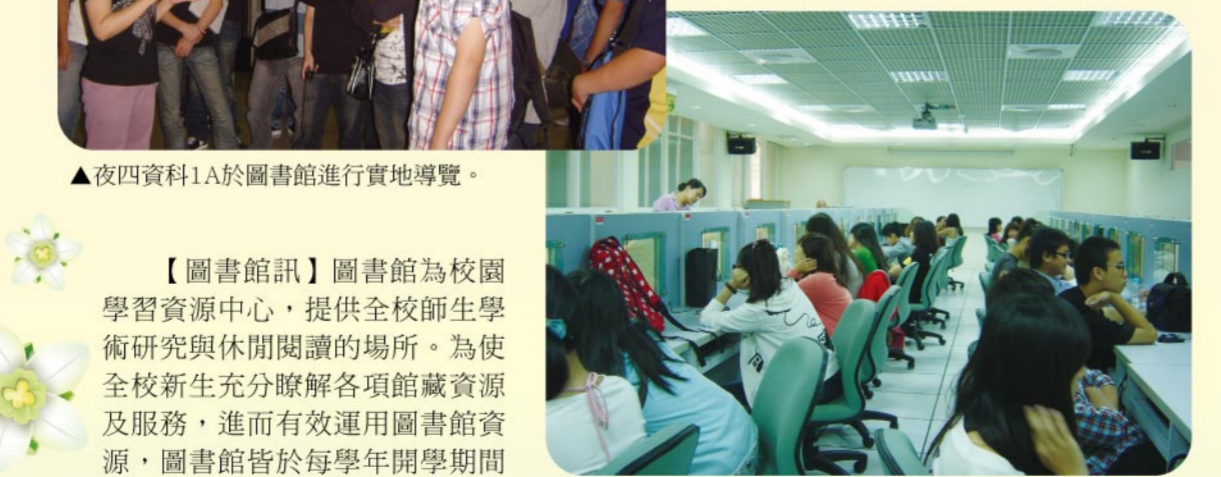 ▲夜四資科1A於圖書館進行實地導覽。
【圖書館訊】圖書館為校園
學習資源中心，提供全校師生學
術研究與休閒閱讀的場所。為使
全校新生充分瞭解各項館藏資源
及服務，進而有效運用圖書館資
源，圖書館皆於每學年開學期間